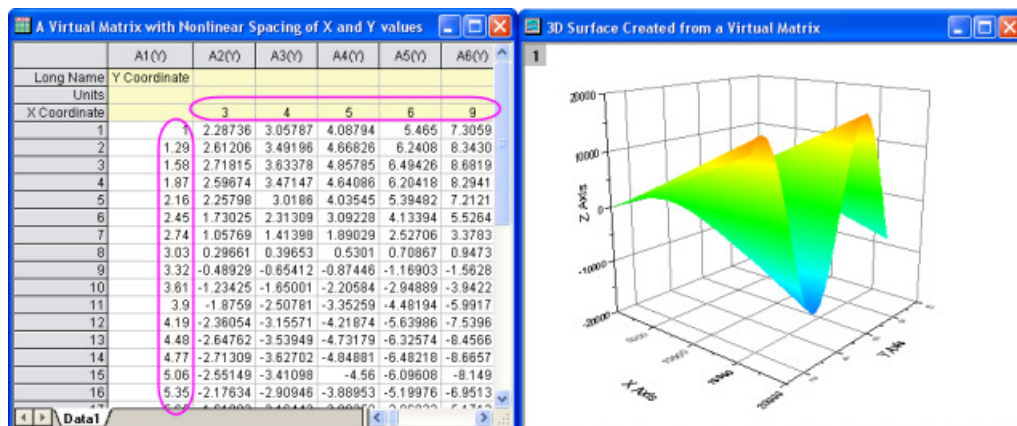 A Virtual Matrix with Nonlinear Spacing of X and Y values
A1(Y) A2(Y) A3(Y) A4(Y) A5(Y) A6(Y)
Long Name Y Coordinate
Units
X Coordinate 3 4 5 6 9
1 1 2.28736 3.05787 4.08794 5.465 7.3059
2 1.29 2.61206 3.49196 4.66826 6.2408 8.3430
3 1.58 2.71815 3.63378 4.85785 6.49426 8.6819
4 1.87 2.59674 3.47147 4.64086 6.20418 8.2941
5 2.16 2.25798 3.0186 4.03545 5.39482 7.2121
6 2.45 1.73025 2.31309 3.09228 4.13394 5.5264
7 2.74 1.05769 1.41398 1.89029 2.52706 3.3783
8 3.03 0.29661 0.39653 0.5301 0.70867 0.9473
9 3.32 -0.48929 -0.65412 -0.87446 -1.16903 -1.5628
10 3.61 -1.23425 -1.65001 -2.20584 -2.94889 -3.9422
11 3.9 -1.8759 -2.50781 -3.35259 -4.48194 -5.9917
12 4.19 -2.36054 -3.15571 -4.21874 -5.63986 -7.5396
13 4.48 -2.64762 -3.53949 -4.73179 -6.32574 -8.4566
14 4.77 -2.71309 -3.62702 -4.84881 -6.48218 -8.6657
15 5.06 -2.55149 -3.41098 -4.56 -6.09608 -8.149
16 5.35 -2.17634 -2.90946 -3.88953 -5.19976 -6.9513
Data1
3D Surface Created from a Virtual Matrix
1
20000
10000
0
-10000
-20000
Z Axis
X Axis
Y Axis
20000